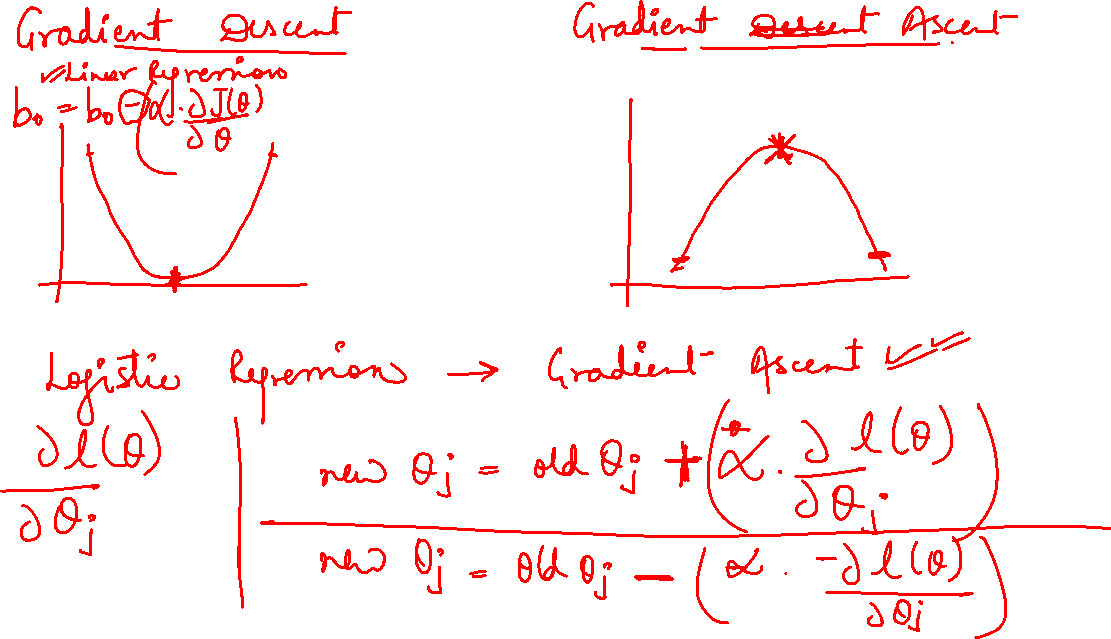 Gradient Descent
Linear Regression
b₀ = b₀ - α · ∂J(θ)/∂θ
Gradient Descent Ascent
Logistic Regression → Gradient Ascent
∂l(θ)/∂θj
new θj = old θj + (α · ∂l(θ)/∂θj)
new θj = old θj - (α · -∂l(θ)/∂θj)